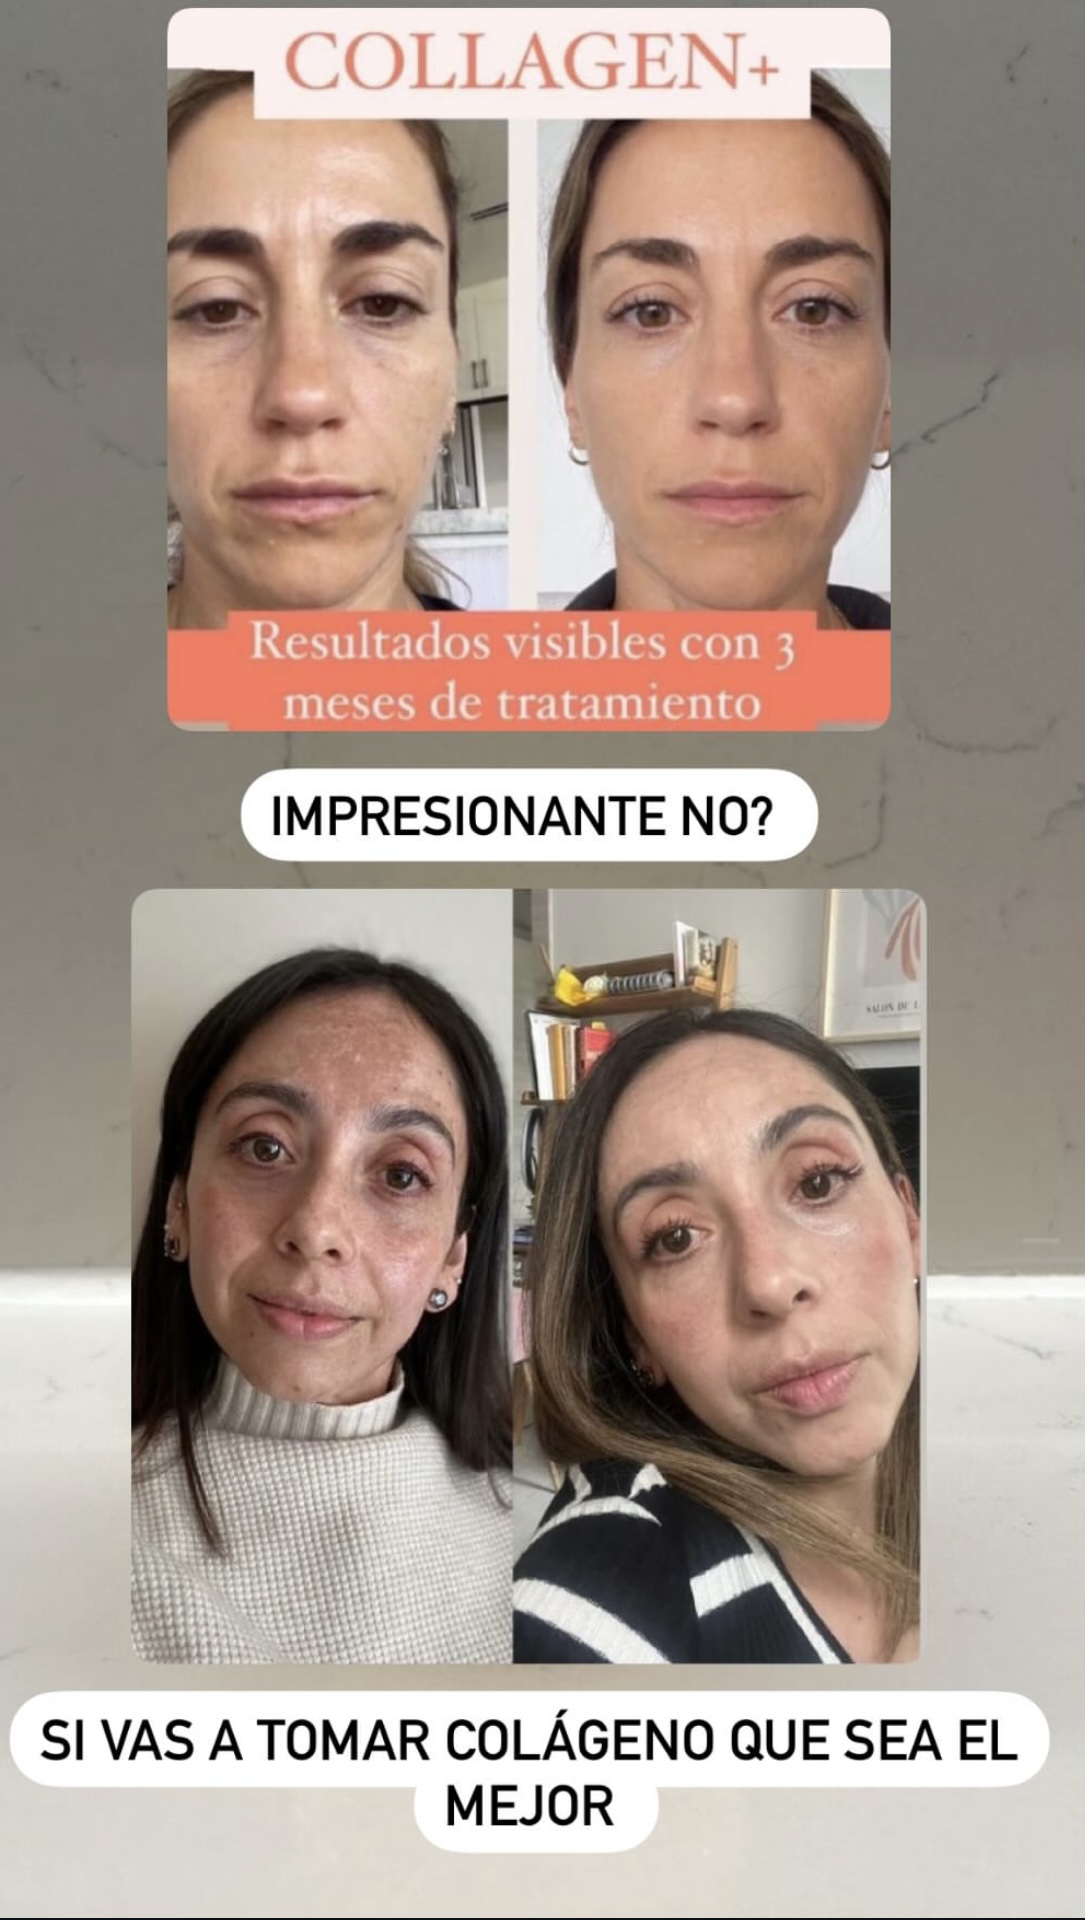 COLLAGEN+
Resultados visibles con 3
meses de tratamiento
IMPRESIONANTE NO?
SALON DE
SI VAS A TOMAR COLÁGENO QUE SEA EL
MEJOR